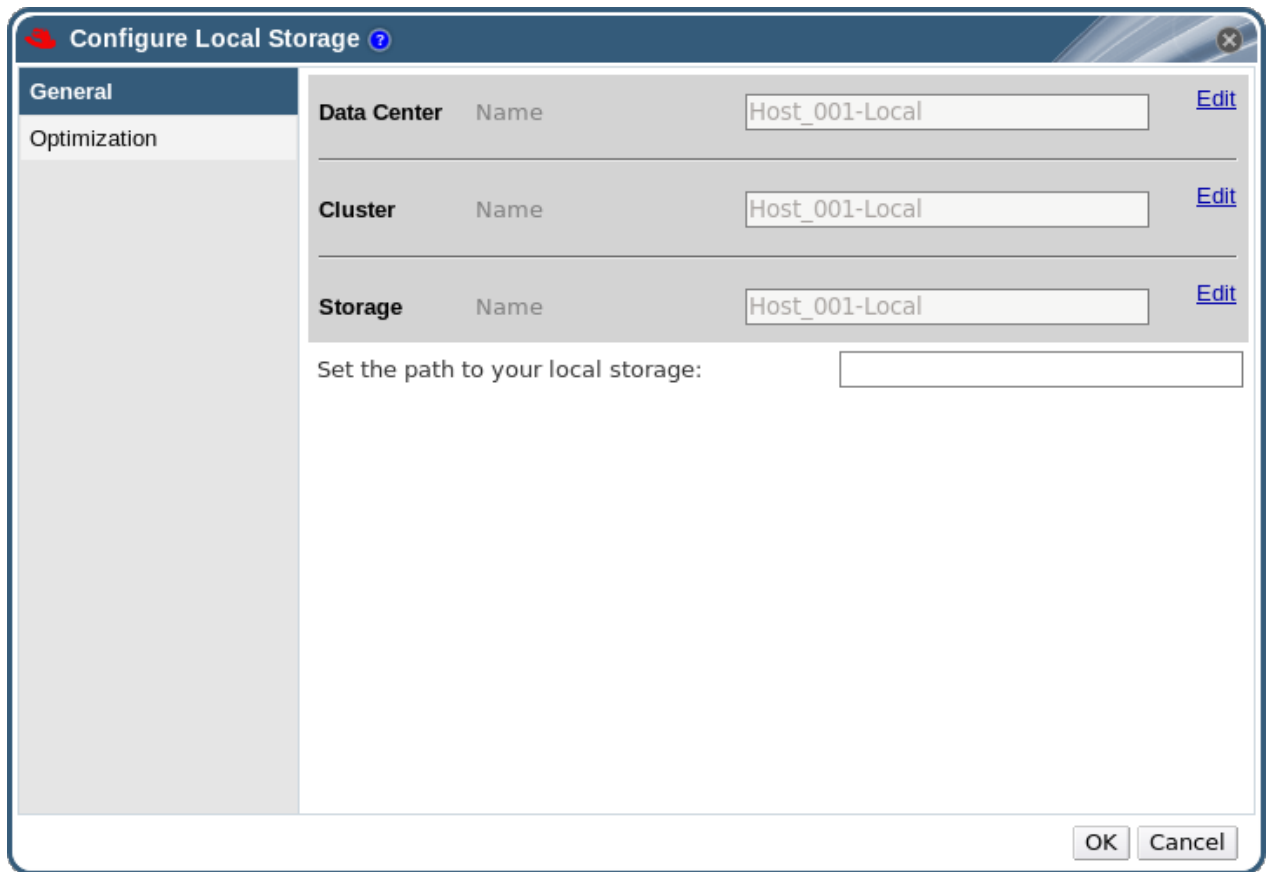 Configure Local Storage ?
General
Optimization
Data Center Name Host_001-Local Edit
Cluster Name Host_001-Local Edit
Storage Name Host_001-Local Edit
Set the path to your local storage:
OK Cancel